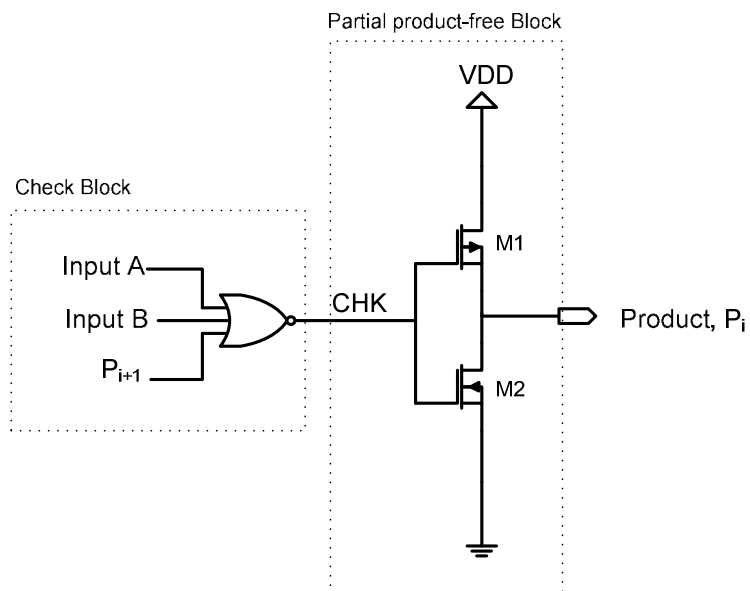 Partial product-free Block
VDD
Check Block
M1
Input A
CHK
Input B
Product, Pi
Pi+1
M2